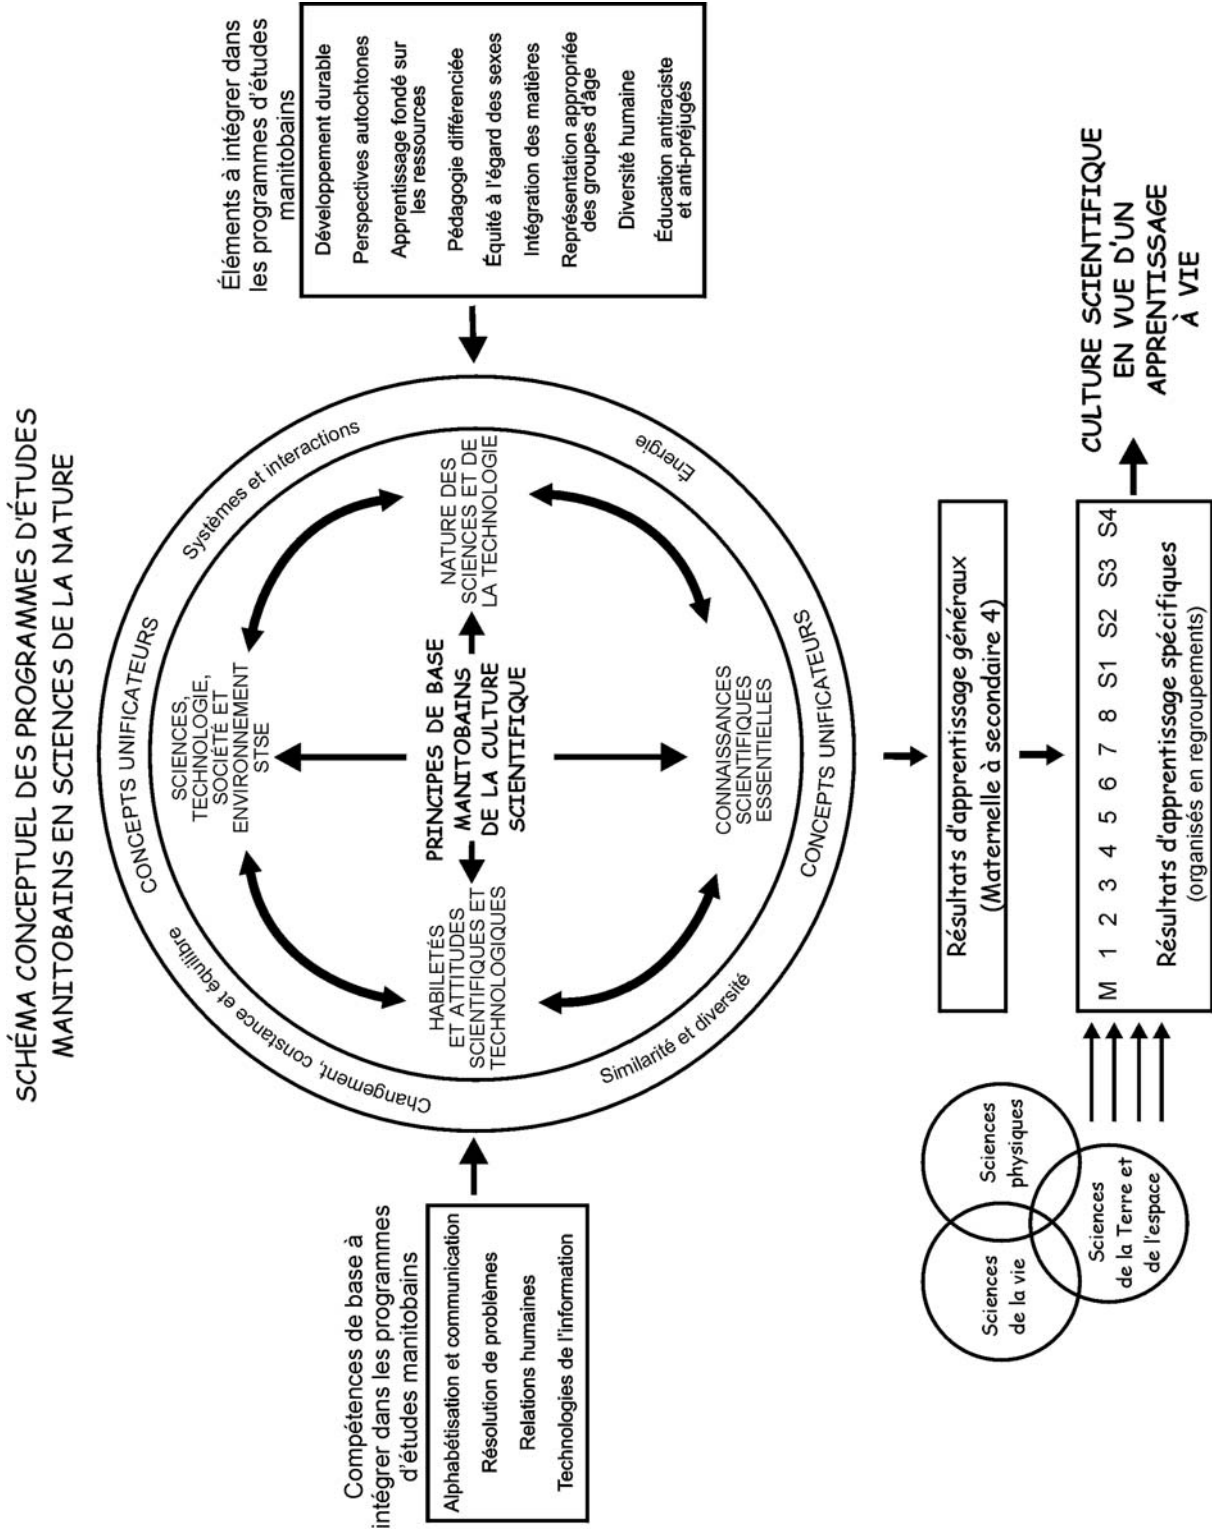 SCHÉMA CONCEPTUEL DES PROGRAMMES D'ÉTUDES
MANITOBAINS EN SCIENCES DE LA NATURE
Compétences de base à
intégrer dans les programmes
d'études manitobains
Alphabétisation et communication
Résolution de problèmes
Relations humaines
Technologies de l'information
CONCEPTS UNIFICATEURS
Changement, constance et équilibre
Systèmes et interactions
SCIENCES,
TECHNOLOGIE,
SOCIÉTÉ ET
ENVIRONNEMENT
STSE
HABILETÉS
ET ATTITUDES
SCIENTIFIQUES ET
TECHNOLOGIQUES
PRINCIPES DE BASE
MANITOBAINS
DE LA CULTURE
SCIENTIFIQUE
NATURE DES
SCIENCES ET DE
LA TECHNOLOGIE
CONNAISSANCES
SCIENTIFIQUES
ESSENTIELLES
Similarité et diversité
Énergie
CONCEPTS UNIFICATEURS
Éléments à intégrer dans
les programmes d'études
manitobains
Développement durable
Perspectives autochtones
Apprentissage fondé sur
les ressources
Pédagogie différenciée
Équité à l'égard des sexes
Intégration des matières
Représentation appropriée
des groupes d'âge
Diversité humaine
Éducation antiraciste
et anti-préjugés
Résultats d'apprentissage généraux
(Maternelle à secondaire 4)
Sciences
de la vie
Sciences
physiques
Sciences
de la Terre et
de l'espace
M 1 2 3 4 5 6 7 8 S1 S2 S3 S4
Résultats d'apprentissage spécifiques
(organisés en regroupements)
CULTURE SCIENTIFIQUE
EN VUE D'UN
APPRENTISSAGE
À VIE